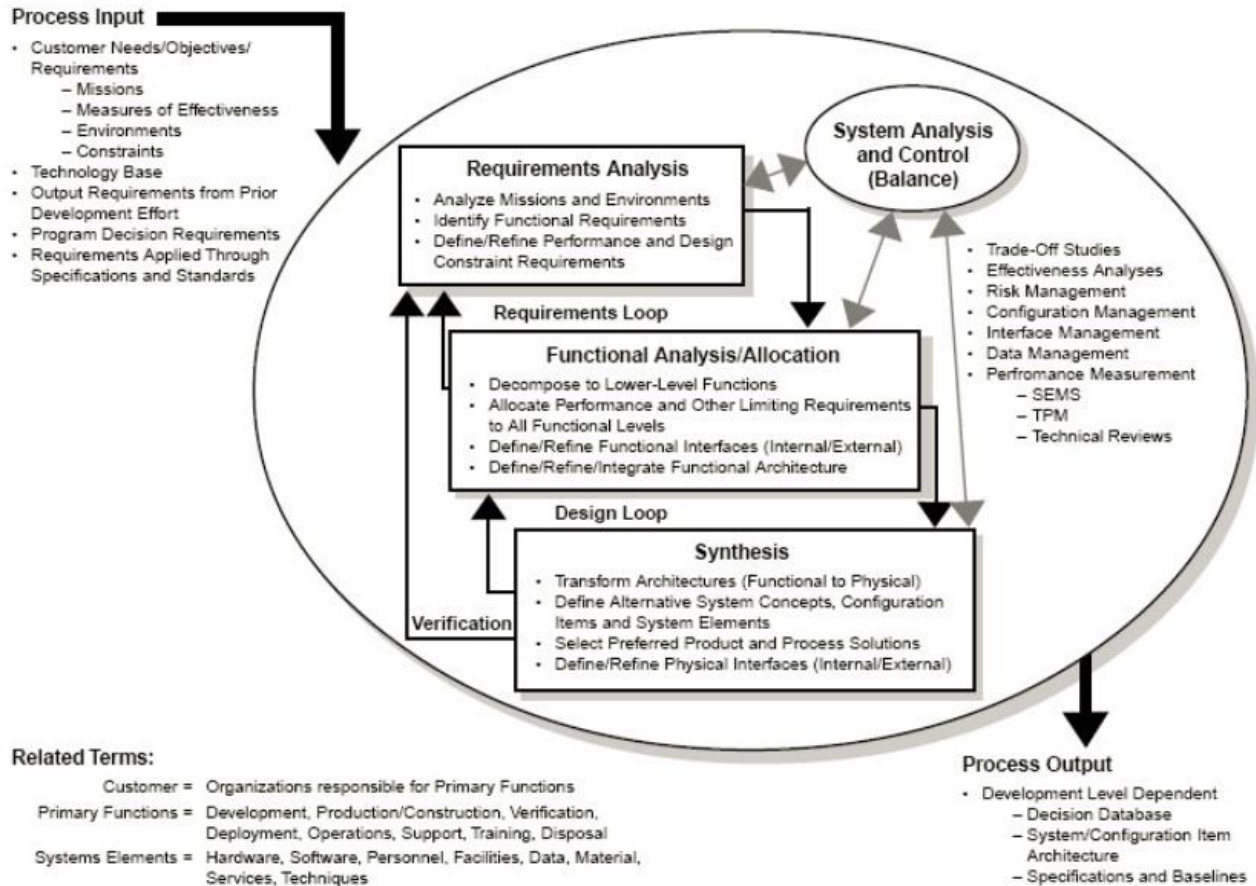 Process Input
• Customer Needs/Objectives/
Requirements
– Missions
– Measures of Effectiveness
– Environments
– Constraints
• Technology Base
• Output Requirements from Prior
Development Effort
• Program Decision Requirements
• Requirements Applied Through
Specifications and Standards
System Analysis
and Control
(Balance)
Requirements Analysis
• Analyze Missions and Environments
• Identify Functional Requirements
• Define/Refine Performance and Design
Constraint Requirements
• Trade-Off Studies
• Effectiveness Analyses
• Risk Management
• Configuration Management
• Interface Management
• Data Management
• Perfromance Measurement
– SEMS
– TPM
– Technical Reviews
Requirements Loop
Functional Analysis/Allocation
• Decompose to Lower-Level Functions
• Allocate Performance and Other Limiting Requirements
to All Functional Levels
• Define/Refine Functional Interfaces (Internal/External)
• Define/Refine/Integrate Functional Architecture
Design Loop
Synthesis
• Transform Architectures (Functional to Physical)
• Define Alternative System Concepts, Configuration
Items and System Elements
• Select Preferred Product and Process Solutions
• Define/Refine Physical Interfaces (Internal/External)
Verification
Related Terms:
Customer = Organizations responsible for Primary Functions
Primary Functions = Development, Production/Construction, Verification,
Deployment, Operations, Support, Training, Disposal
Systems Elements = Hardware, Software, Personnel, Facilities, Data, Material,
Services, Techniques
Process Output
• Development Level Dependent
– Decision Database
– System/Configuration Item
Architecture
– Specifications and Baselines